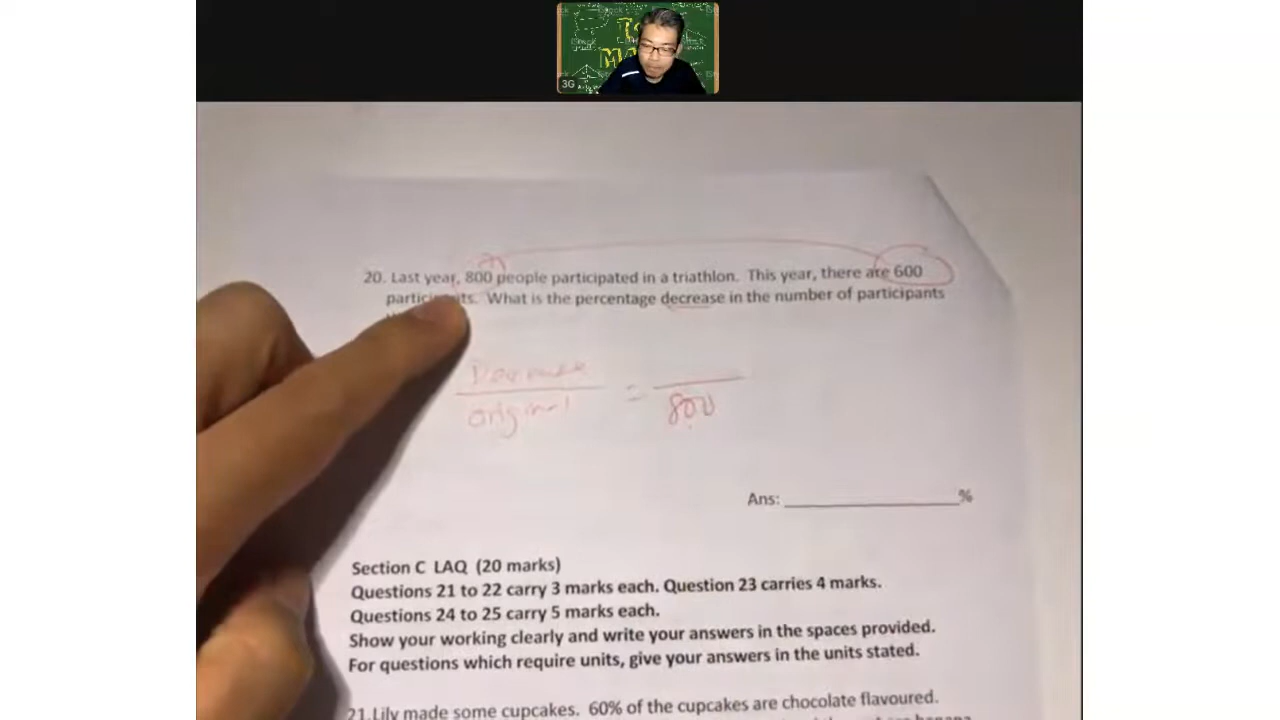 3G
20. Last year, 800 people participated in a triathlon. This year, there are 600
participants. What is the percentage decrease in the number of participants
Decrease
original
=
800
Ans: ____________________%
Section C LAQ (20 marks)
Questions 21 to 22 carry 3 marks each. Question 23 carries 4 marks.
Questions 24 to 25 carry 5 marks each.
Show your working clearly and write your answers in the spaces provided.
For questions which require units, give your answers in the units stated.
21.Lily made some cupcakes. 60% of the cupcakes are chocolate flavoured.